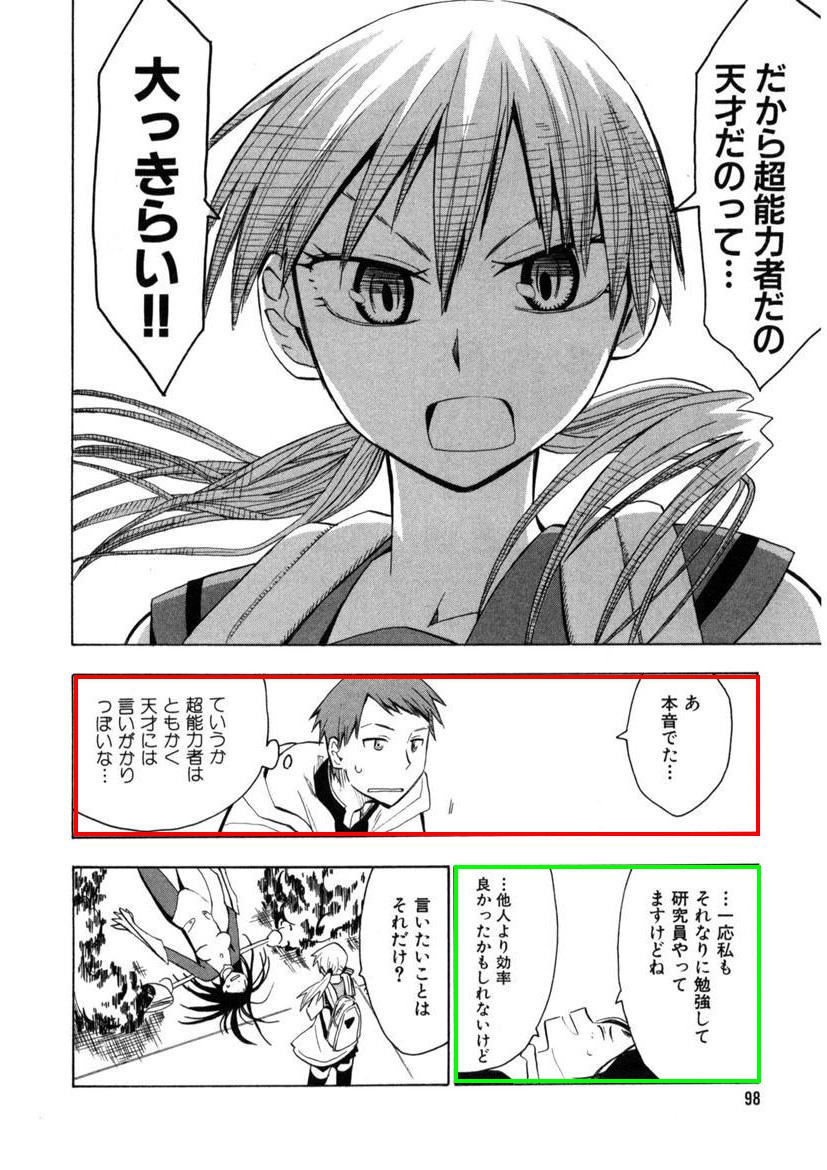 だから超能力者だの
天才だのって…
大っきらい!!
あ
本音でた…
ていうか
超能力者は
ともかく
天才には
言いがかり
っぽいな…
…一応私も
それなりに勉強して
研究員やって
ますけどね
…他人より効率
良かったかもしれないけど
言いたいことは
それだけ?
98